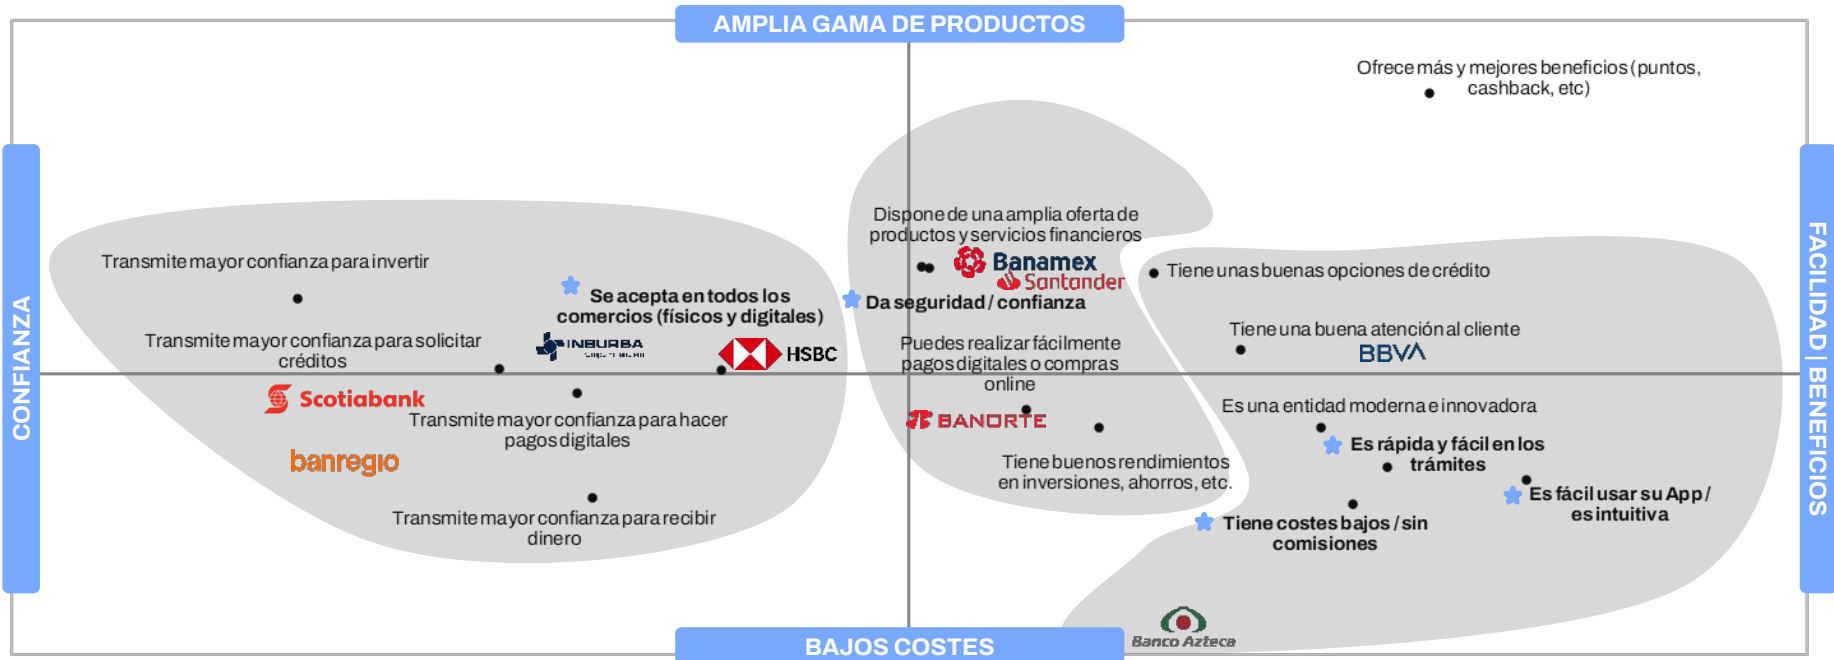 AMPLIA GAMA DE PRODUCTOS
Ofrece más y mejores beneficios (puntos,
cashback, etc)
CONFIANZA
FACILIDAD | BENEFICIOS
Transmite mayor confianza para invertir
Se acepta en todos los
comercios (físicos y digitales)
Transmite mayor confianza para solicitar
créditos
INBURSA
HSBC
Scotiabank
Transmite mayor confianza para hacer
pagos digitales
banregio
Transmite mayor confianza para recibir
dinero
Dispone de una amplia oferta de
productos y servicios financieros
Banamex
Santander
Da seguridad / confianza
Puedes realizar fácilmente
pagos digitales o compras
online
BANORTE
Tiene buenos rendimientos
en inversiones, ahorros, etc.
Tiene unas buenas opciones de crédito
Tiene una buena atención al cliente
BBVA
Es una entidad moderna e innovadora
Es rápida y fácil en los
trámites
Es fácil usar su App /
es intuitiva
Tiene costes bajos / sin
comisiones
Banco Azteca
BAJOS COSTES